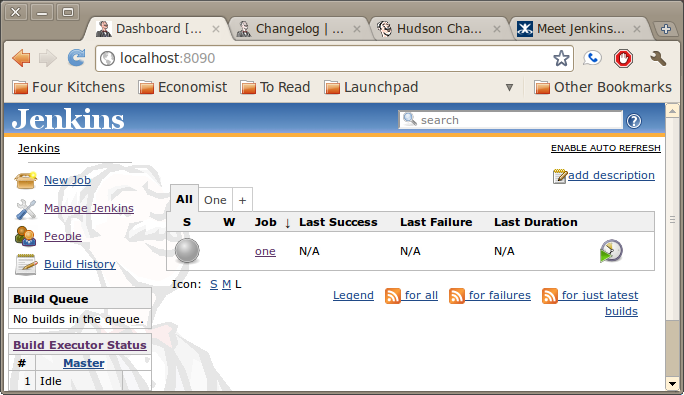 Dashboard [... Changelog | ... Hudson Cha... Meet Jenkins...
localhost:8090
Four Kitchens Economist To Read Launchpad Other Bookmarks
Jenkins
search
Jenkins
ENABLE AUTO REFRESH
add description
New Job
Manage Jenkins
People
Build History
All One +
S W Job ↓ Last Success Last Failure Last Duration
one N/A N/A N/A
Icon: S M L
Legend for all for failures for just latest
builds
Build Queue
No builds in the queue.
Build Executor Status
# Master
1 Idle